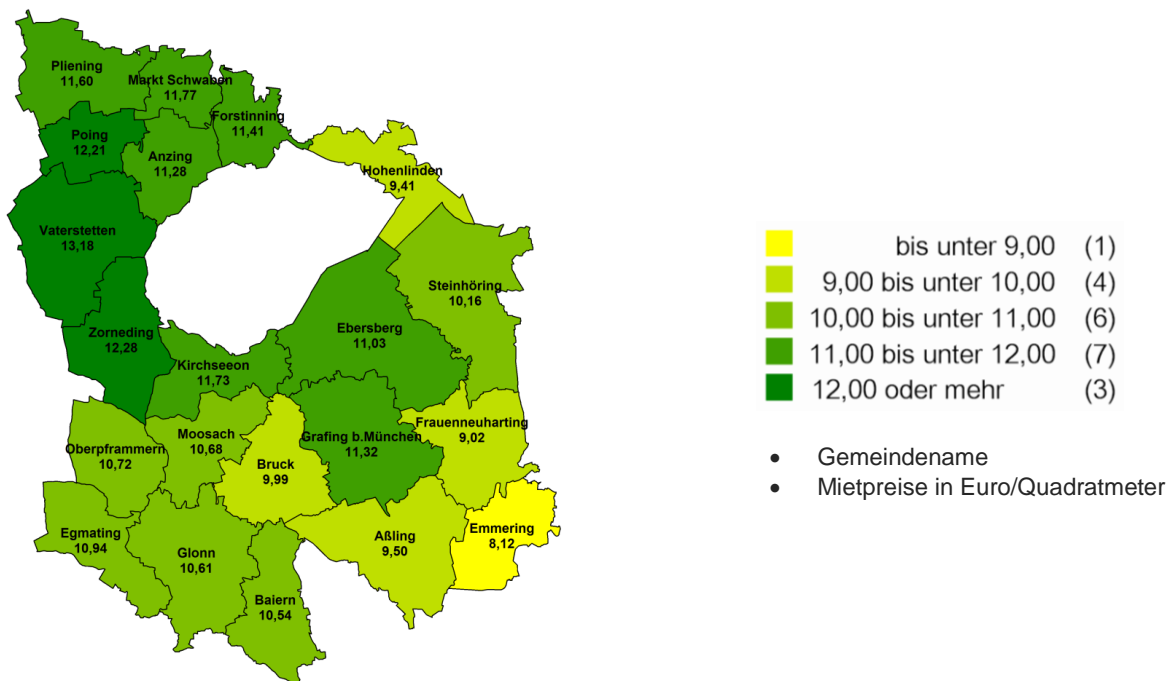 Pliening
11,60
Markt Schwaben
11,77
Forstinning
11,41
Poing
12,21
Anzing
11,28
Hohenlinden
9,41
Vaterstetten
13,18
Steinhöring
10,16
Zorneding
12,28
Ebersberg
11,03
Kirchseeon
11,73
Frauenneuharting
9,02
Moosach
10,68
Grafing b.München
11,32
Oberpframmern
10,72
Bruck
9,99
Egmating
10,94
Glonn
10,61
Aßling
9,50
Emmering
8,12
Baiern
10,54
bis unter 9,00 (1)
9,00 bis unter 10,00 (4)
10,00 bis unter 11,00 (6)
11,00 bis unter 12,00 (7)
12,00 oder mehr (3)
• Gemeindename
• Mietpreise in Euro/Quadratmeter